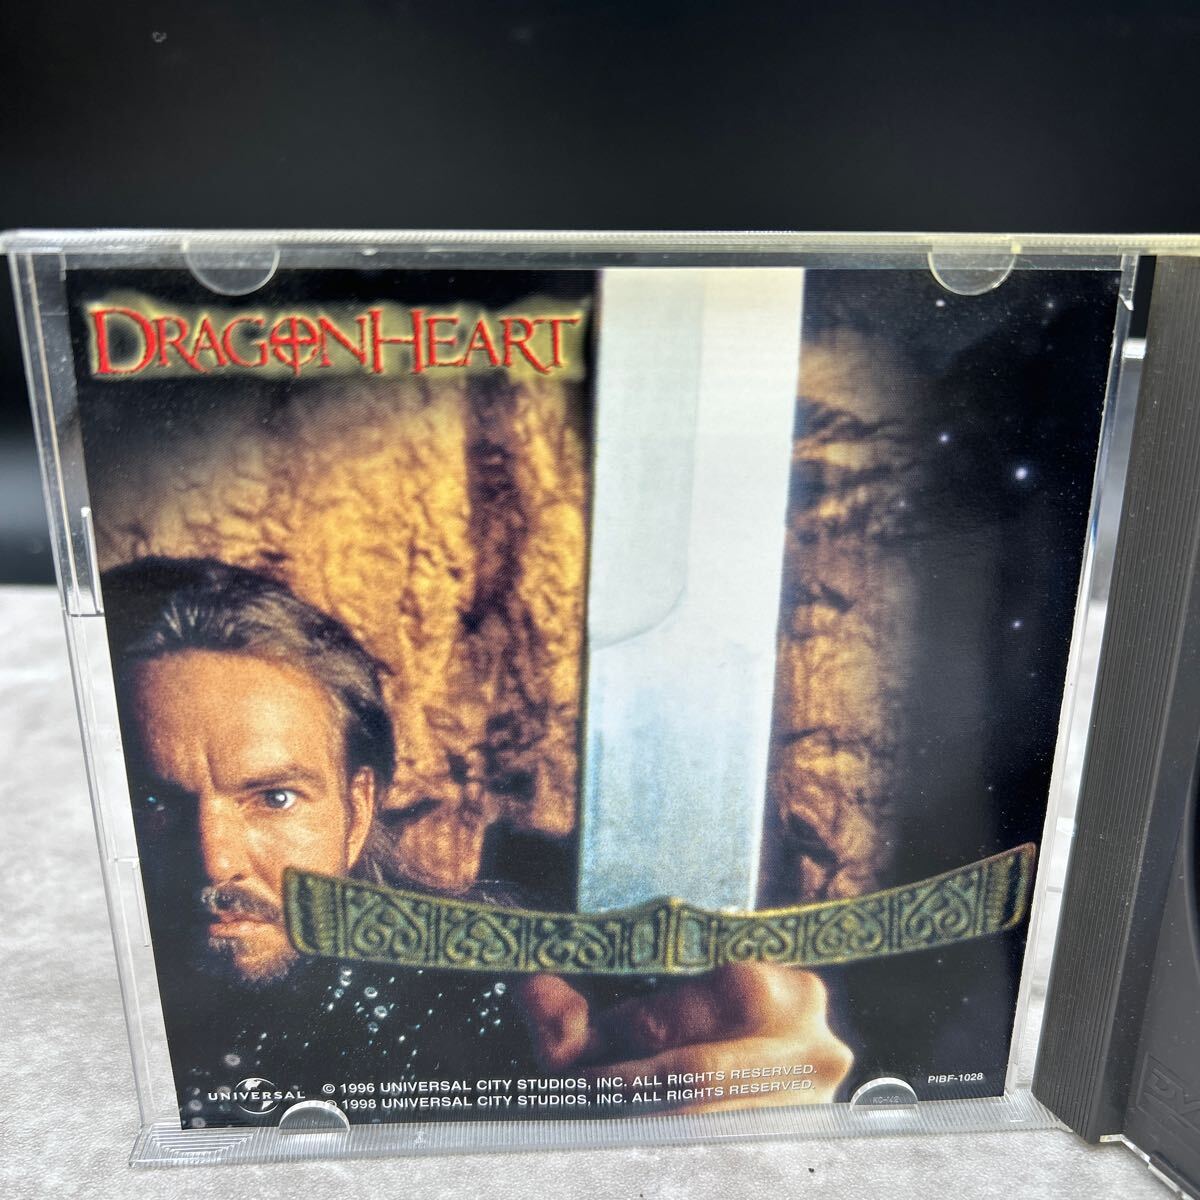 DRAGONHEART
© 1996 UNIVERSAL CITY STUDIOS, INC. ALL RIGHTS RESERVED.
© 1998 UNIVERSAL CITY STUDIOS, INC. ALL RIGHTS RESERVED.
UNIVERSAL
PIBF-1028